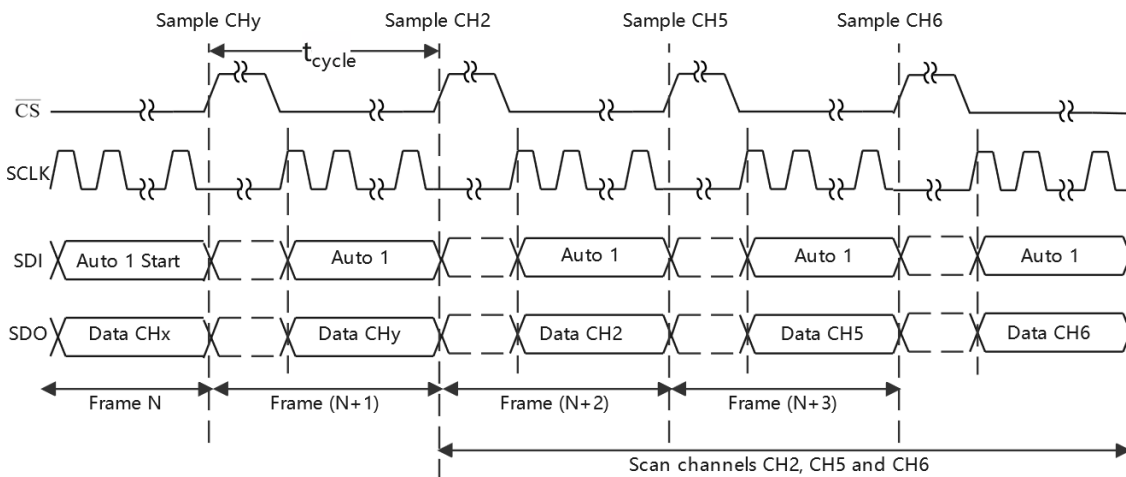 Sample CHy
Sample CH2
Sample CH5
Sample CH6
tcycle
CS
SCLK
SDI
Auto 1 Start
Auto 1
Auto 1
Auto 1
Auto 1
SDO
Data CHx
Data CHy
Data CH2
Data CH5
Data CH6
Frame N
Frame (N+1)
Frame (N+2)
Frame (N+3)
Scan channels CH2, CH5 and CH6